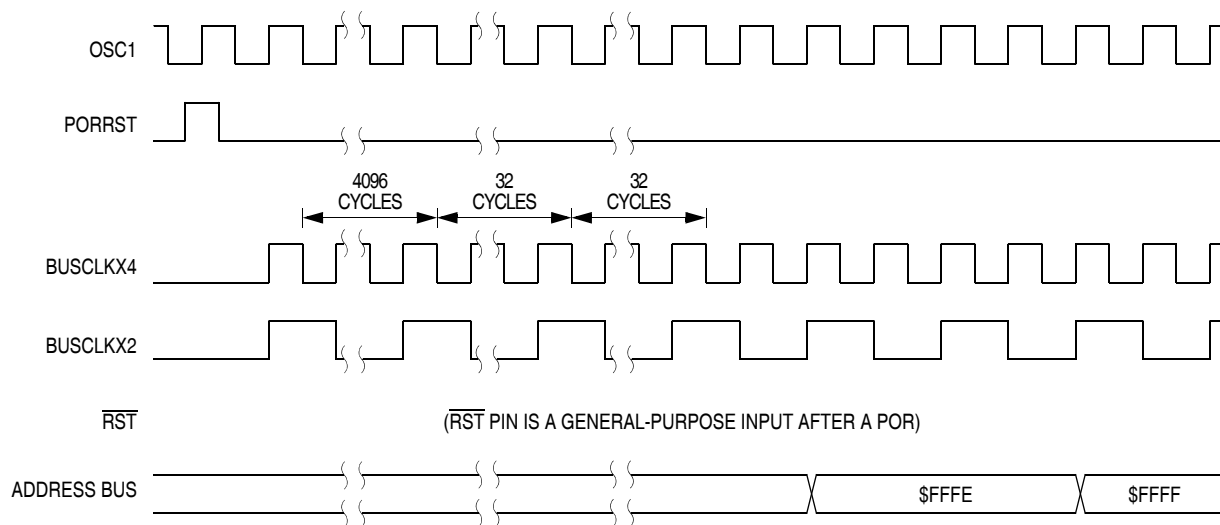 OSC1
PORRST
4096
CYCLES
32
CYCLES
32
CYCLES
BUSCLKX4
BUSCLKX2
RST
(RST PIN IS A GENERAL-PURPOSE INPUT AFTER A POR)
ADDRESS BUS
$FFFE
$FFFF